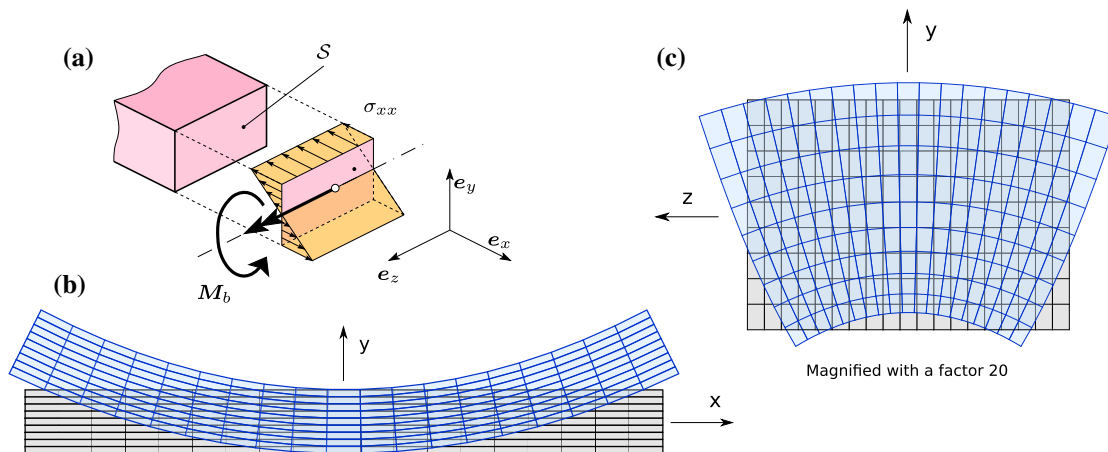 (a)
𝒮
σxx
ey
ex
ez
Mb
(b)
y
x
(c)
y
z
Magnified with a factor 20